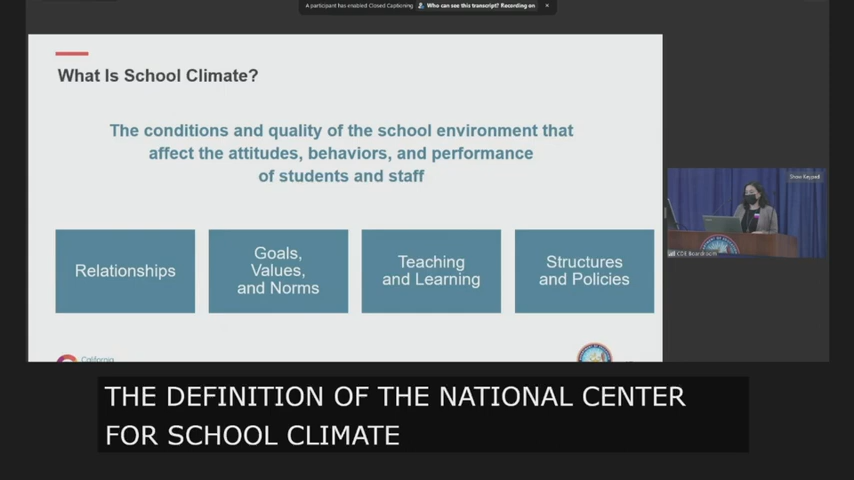 A participant has enabled Closed Captioning
Who can see this transcript? Recording on
What Is School Climate?
The conditions and quality of the school environment that
affect the attitudes, behaviors, and performance
of students and staff
Relationships
Goals,
Values,
and Norms
Teaching
and Learning
Structures
and Policies
Show Keypad
CDE Boardroom
California
THE DEFINITION OF THE NATIONAL CENTER
FOR SCHOOL CLIMATE